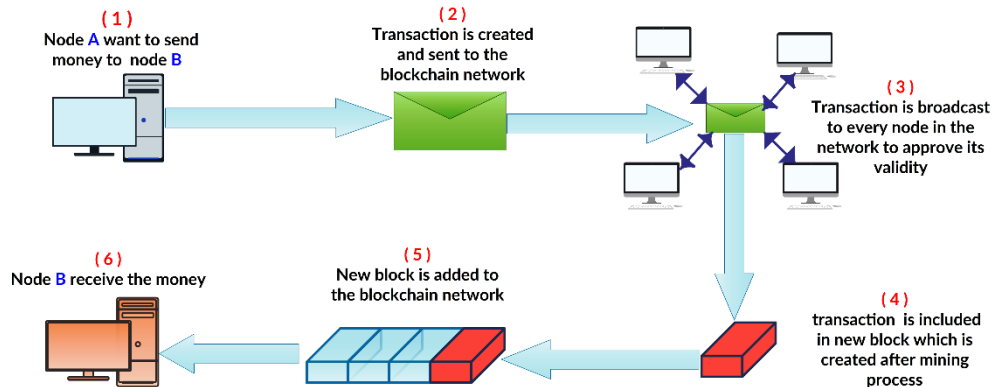 ( 1 )
Node A want to send
money to node B
( 2 )
Transaction is created
and sent to the
blockchain network
( 3 )
Transaction is broadcast
to every node in the
network to approve its
validity
( 4 )
transaction is included
in new block which is
created after mining
process
( 5 )
New block is added to
the blockchain network
( 6 )
Node B receive the money